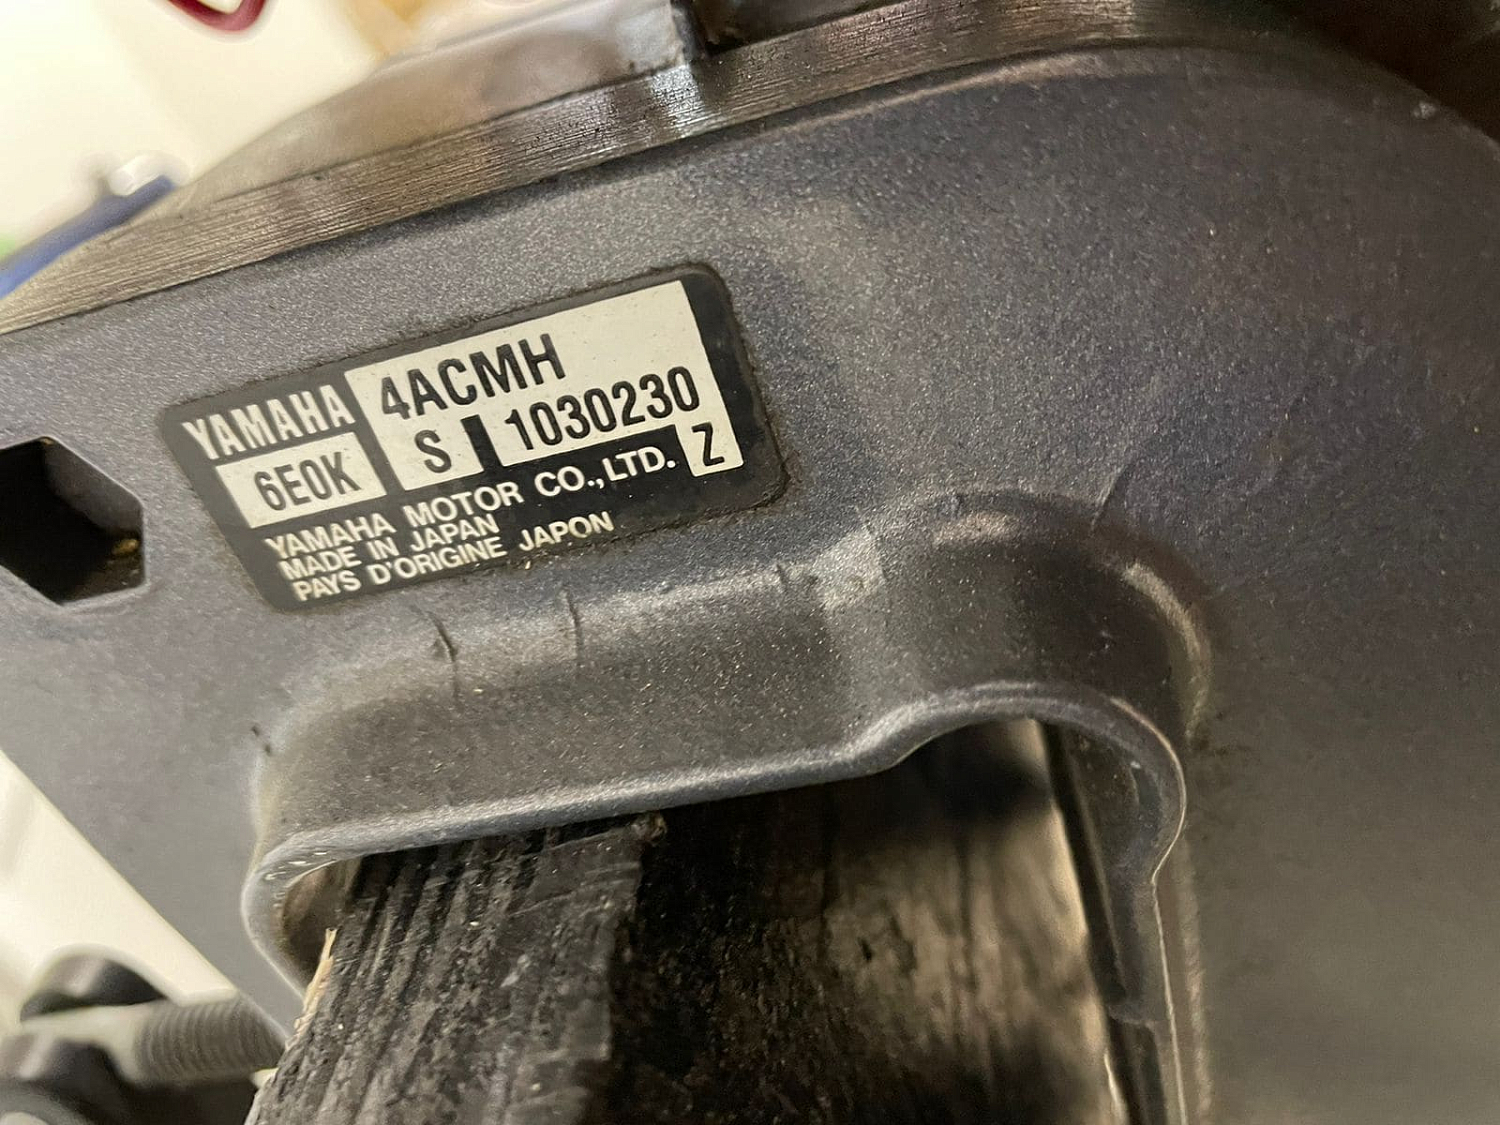 YAMAHA 4ACMH
6E0K S 1030230
YAMAHA MOTOR CO.,LTD. Z
MADE IN JAPAN
PAYS D'ORIGINE JAPON